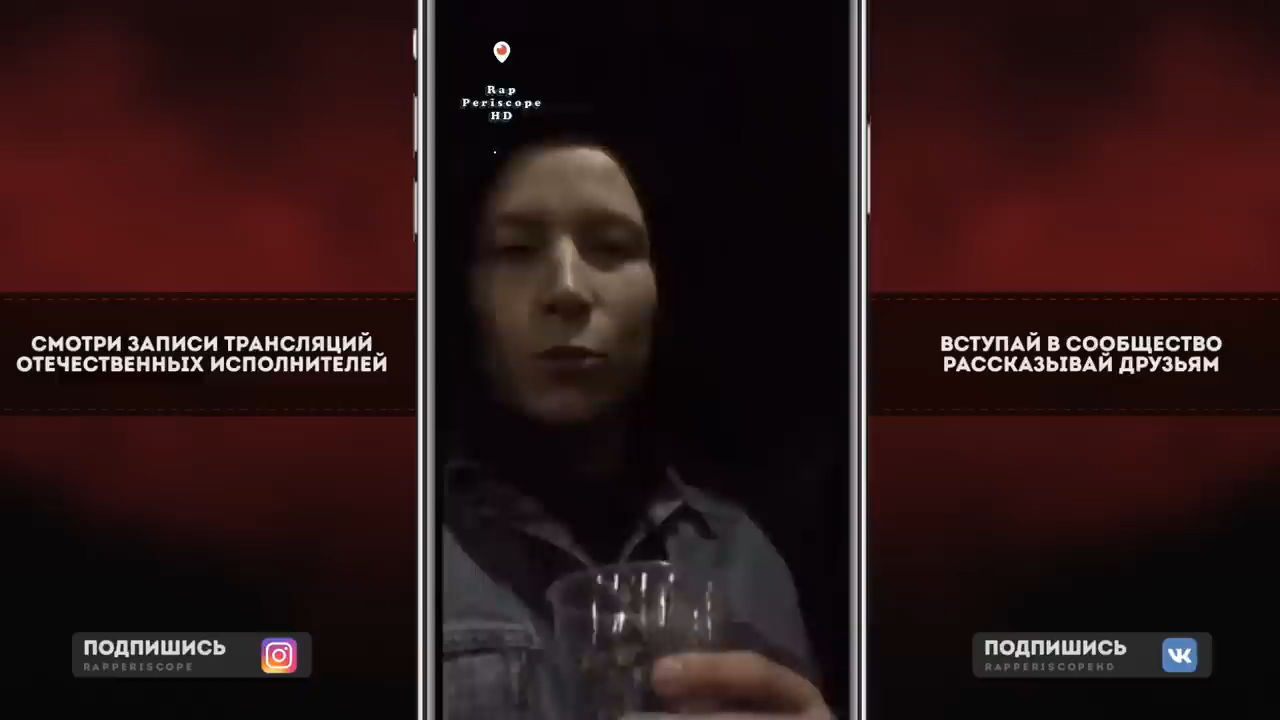 Rap
Periscope
HD
СМОТРИ ЗАПИСИ ТРАНСЛЯЦИЙ
ОТЕЧЕСТВЕННЫХ ИСПОЛНИТЕЛЕЙ
ВСТУПАЙ В СООБЩЕСТВО
РАССКАЗЫВАЙ ДРУЗЬЯМ
ПОДПИШИСЬ
RAPPERISCOPE
ПОДПИШИСЬ
RAPPERISCOPEHD